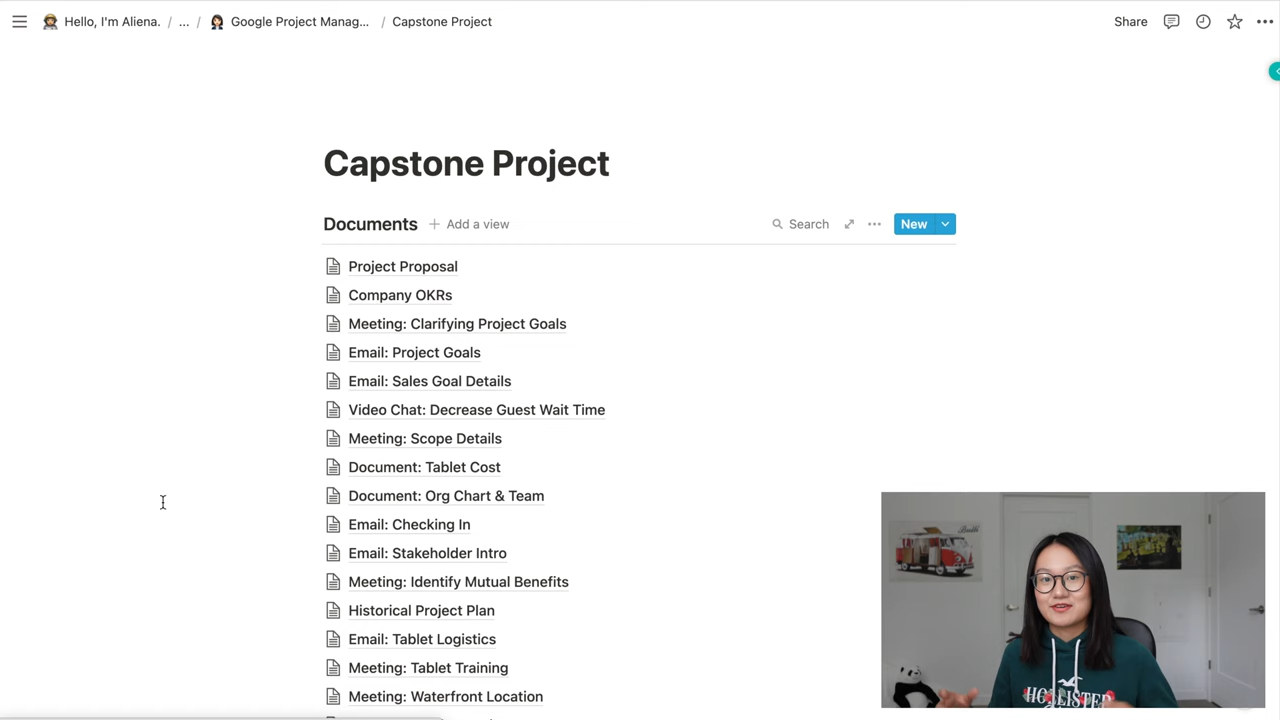 Hello, I'm Aliena. / ... / Google Project Manag... / Capstone Project
Share
Capstone Project
Documents + Add a view
Search
New
Project Proposal
Company OKRs
Meeting: Clarifying Project Goals
Email: Project Goals
Email: Sales Goal Details
Video Chat: Decrease Guest Wait Time
Meeting: Scope Details
Document: Tablet Cost
Document: Org Chart & Team
Email: Checking In
Email: Stakeholder Intro
Meeting: Identify Mutual Benefits
Historical Project Plan
Email: Tablet Logistics
Meeting: Tablet Training
Meeting: Waterfront Location
HOLLISTER